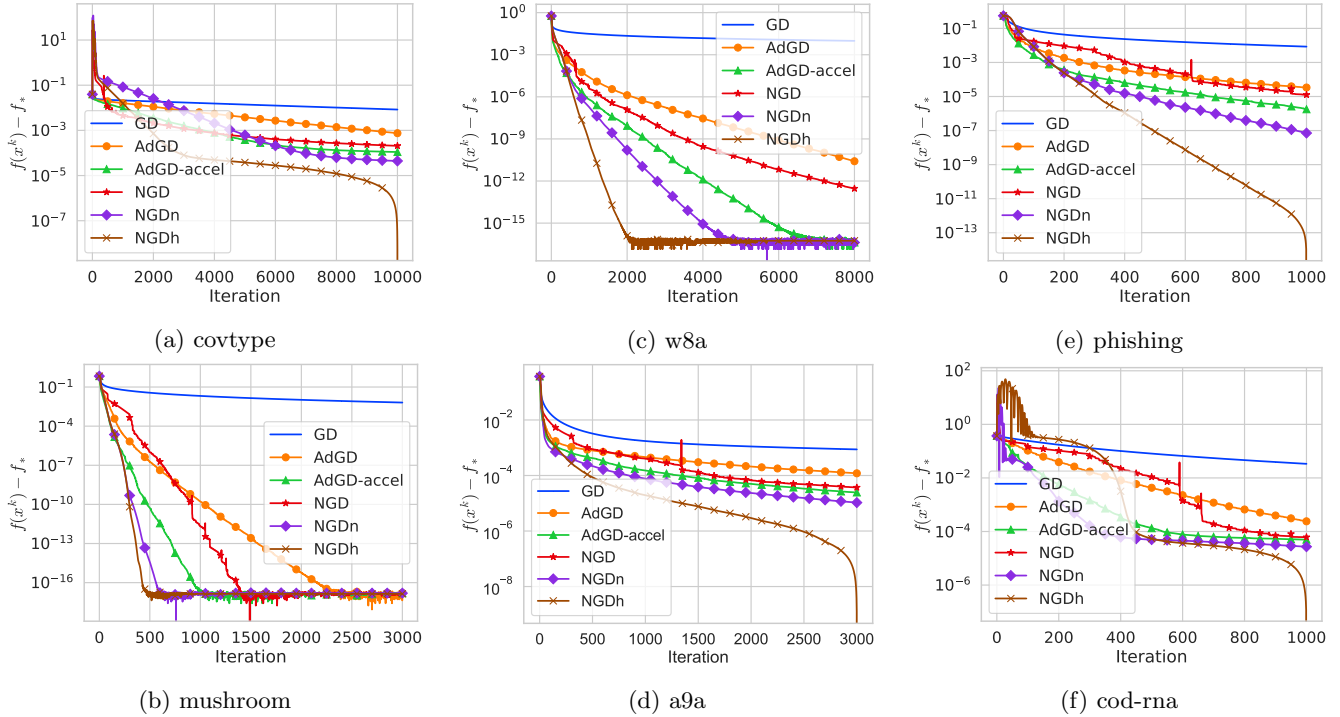 f(x^k) − f_*
10^1
10^{−1}
10^{−3}
10^{−5}
10^{−7}
GD
AdGD
AdGD-accel
NGD
NGDn
NGDh
0 2000 4000 6000 8000 10000
Iteration
(a) covtype
f(x^k) − f_*
10^0
10^{−3}
10^{−6}
10^{−9}
10^{−12}
10^{−15}
GD
AdGD
AdGD-accel
NGD
NGDn
NGDh
0 2000 4000 6000 8000
Iteration
(c) w8a
f(x^k) − f_*
10^{−1}
10^{−3}
10^{−5}
10^{−7}
10^{−9}
10^{−11}
10^{−13}
GD
AdGD
AdGD-accel
NGD
NGDn
NGDh
0 200 400 600 800 1000
Iteration
(e) phishing
f(x^k) − f_*
10^{−1}
10^{−4}
10^{−7}
10^{−10}
10^{−13}
10^{−16}
GD
AdGD
AdGD-accel
NGD
NGDn
NGDh
0 500 1000 1500 2000 2500 3000
Iteration
(b) mushroom
f(x^k) − f_*
10^{−2}
10^{−4}
10^{−6}
10^{−8}
GD
AdGD
AdGD-accel
NGD
NGDn
NGDh
0 500 1000 1500 2000 2500 3000
Iteration
(d) a9a
f(x^k) − f_*
10^2
10^0
10^{−2}
10^{−4}
10^{−6}
GD
AdGD
AdGD-accel
NGD
NGDn
NGDh
0 200 400 600 800 1000
Iteration
(f) cod-rna